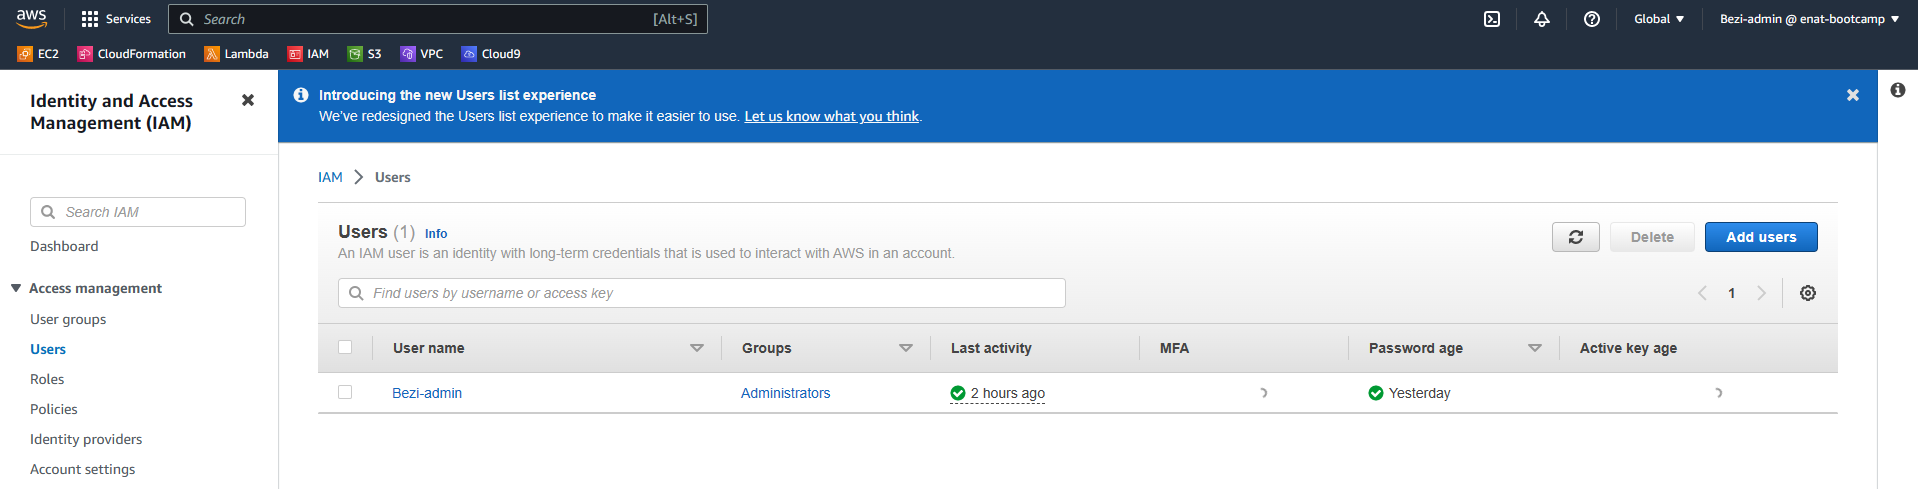 aws Services Search [Alt+S] Global Bezi-admin @ enat-bootcamp
EC2 CloudFormation Lambda IAM S3 VPC Cloud9
Identity and Access
Management (IAM)
Search IAM
Dashboard
Access management
User groups
Users
Roles
Policies
Identity providers
Account settings
Introducing the new Users list experience
We've redesigned the Users list experience to make it easier to use. Let us know what you think.
IAM > Users
Users (1) Info
An IAM user is an identity with long-term credentials that is used to interact with AWS in an account.
Delete Add users
Find users by username or access key
1
User name Groups Last activity MFA Password age Active key age
Bezi-admin Administrators 2 hours ago Yesterday